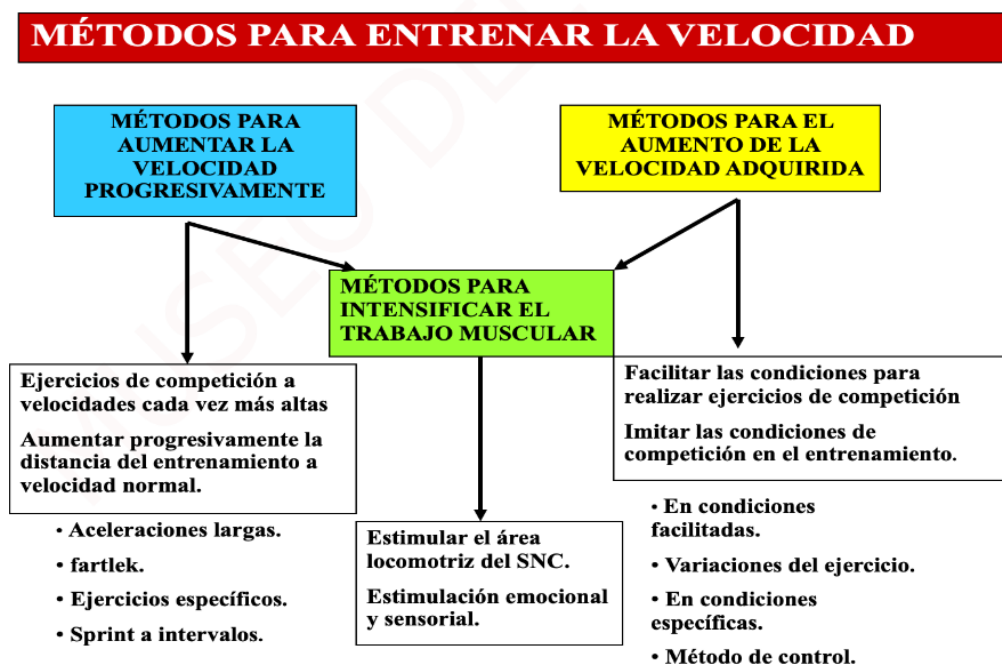 MÉTODOS PARA ENTRENAR LA VELOCIDAD
MÉTODOS PARA
AUMENTAR LA
VELOCIDAD
PROGRESIVAMENTE
MÉTODOS PARA EL
AUMENTO DE LA
VELOCIDAD ADQUIRIDA
MÉTODOS PARA
INTENSIFICAR EL
TRABAJO MUSCULAR
Ejercicios de competición a
velocidades cada vez más altas
Aumentar progresivamente la
distancia del entrenamiento a
velocidad normal.
• Aceleraciones largas.
• fartlek.
• Ejercicios específicos.
• Sprint a intervalos.
Estimular el área
locomotriz del SNC.
Estimulación emocional
y sensorial.
Facilitar las condiciones para
realizar ejercicios de competición
Imitar las condiciones de
competición en el entrenamiento.
• En condiciones
facilitadas.
• Variaciones del ejercicio.
• En condiciones
específicas.
• Método de control.
MUSEO DE